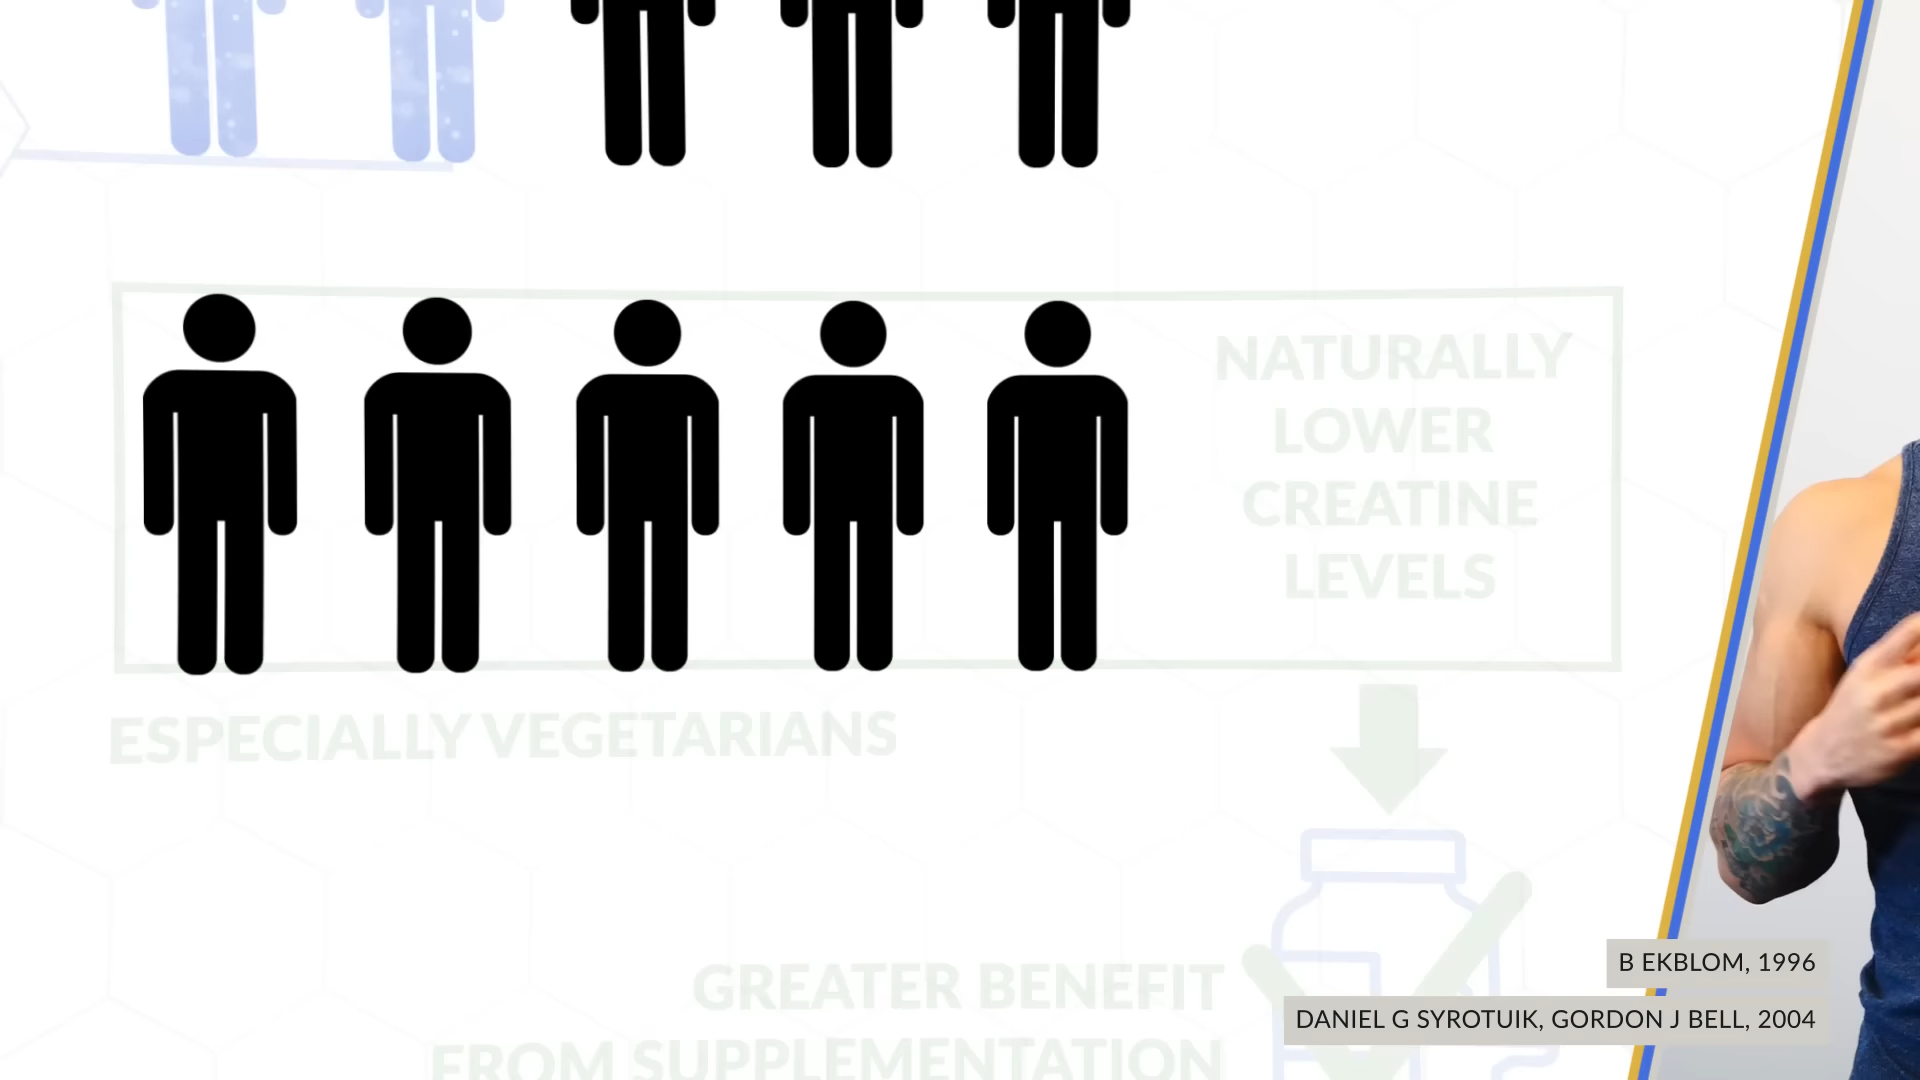 NATURALLY
LOWER
CREATINE
LEVELS
ESPECIALLY VEGETARIANS
GREATER BENEFIT
FROM SUPPLEMENTATION
B EKBLOM, 1996
DANIEL G SYROTUIK, GORDON J BELL, 2004